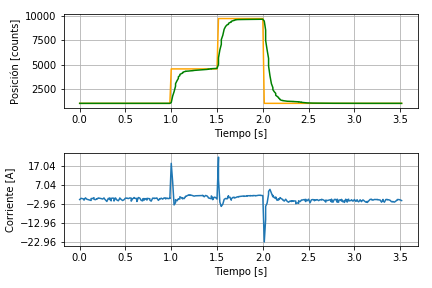 10000
7500
5000
2500
Posición [counts]
0.0 0.5 1.0 1.5 2.0 2.5 3.0 3.5
Tiempo [s]
17.04
7.04
−2.96
−12.96
−22.96
Corriente [A]
0.0 0.5 1.0 1.5 2.0 2.5 3.0 3.5
Tiempo [s]